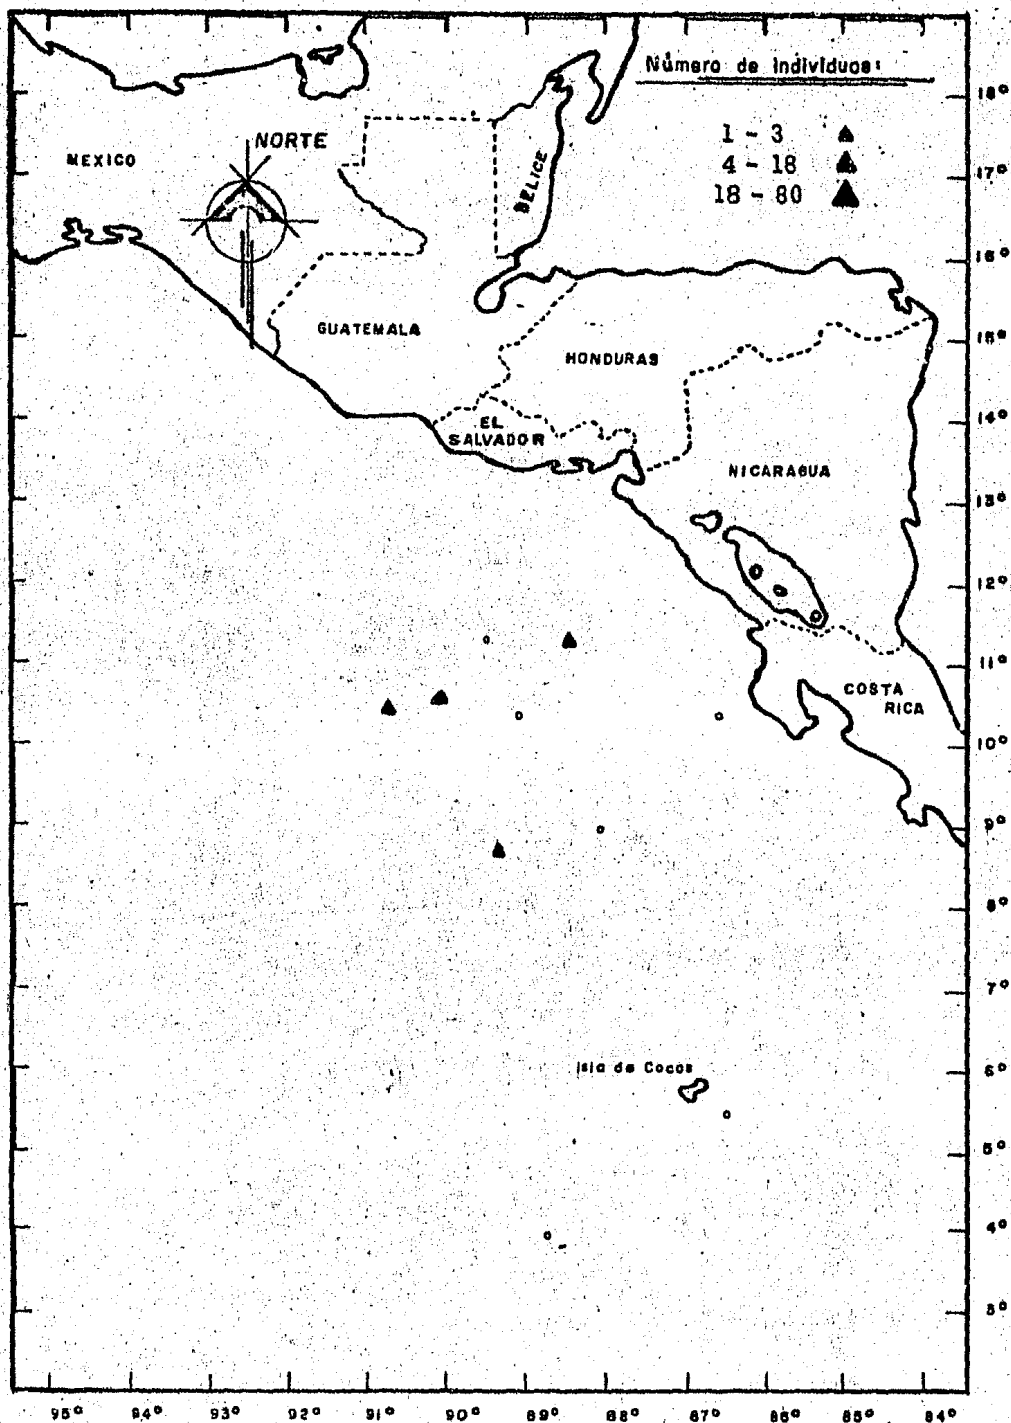 Número de individuos:
1 - 3
4 - 18
18 - 80
NORTE
MEXICO
BELICE
GUATEMALA
HONDURAS
EL
SALVADOR
NICARAGUA
COSTA
RICA
Isla de Cocos
18°
17°
16°
15°
14°
13°
12°
11°
10°
9°
8°
7°
6°
5°
4°
3°
95° 94° 93° 92° 91° 90° 89° 88° 87° 86° 85° 84°